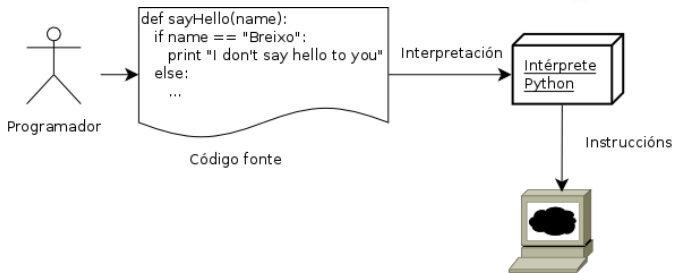 def sayHello(name):
if name == "Breixo":
print "I don't say hello to you"
else:
...
Programador
Código fonte
Interpretación
Intérprete
Python
Instruccións